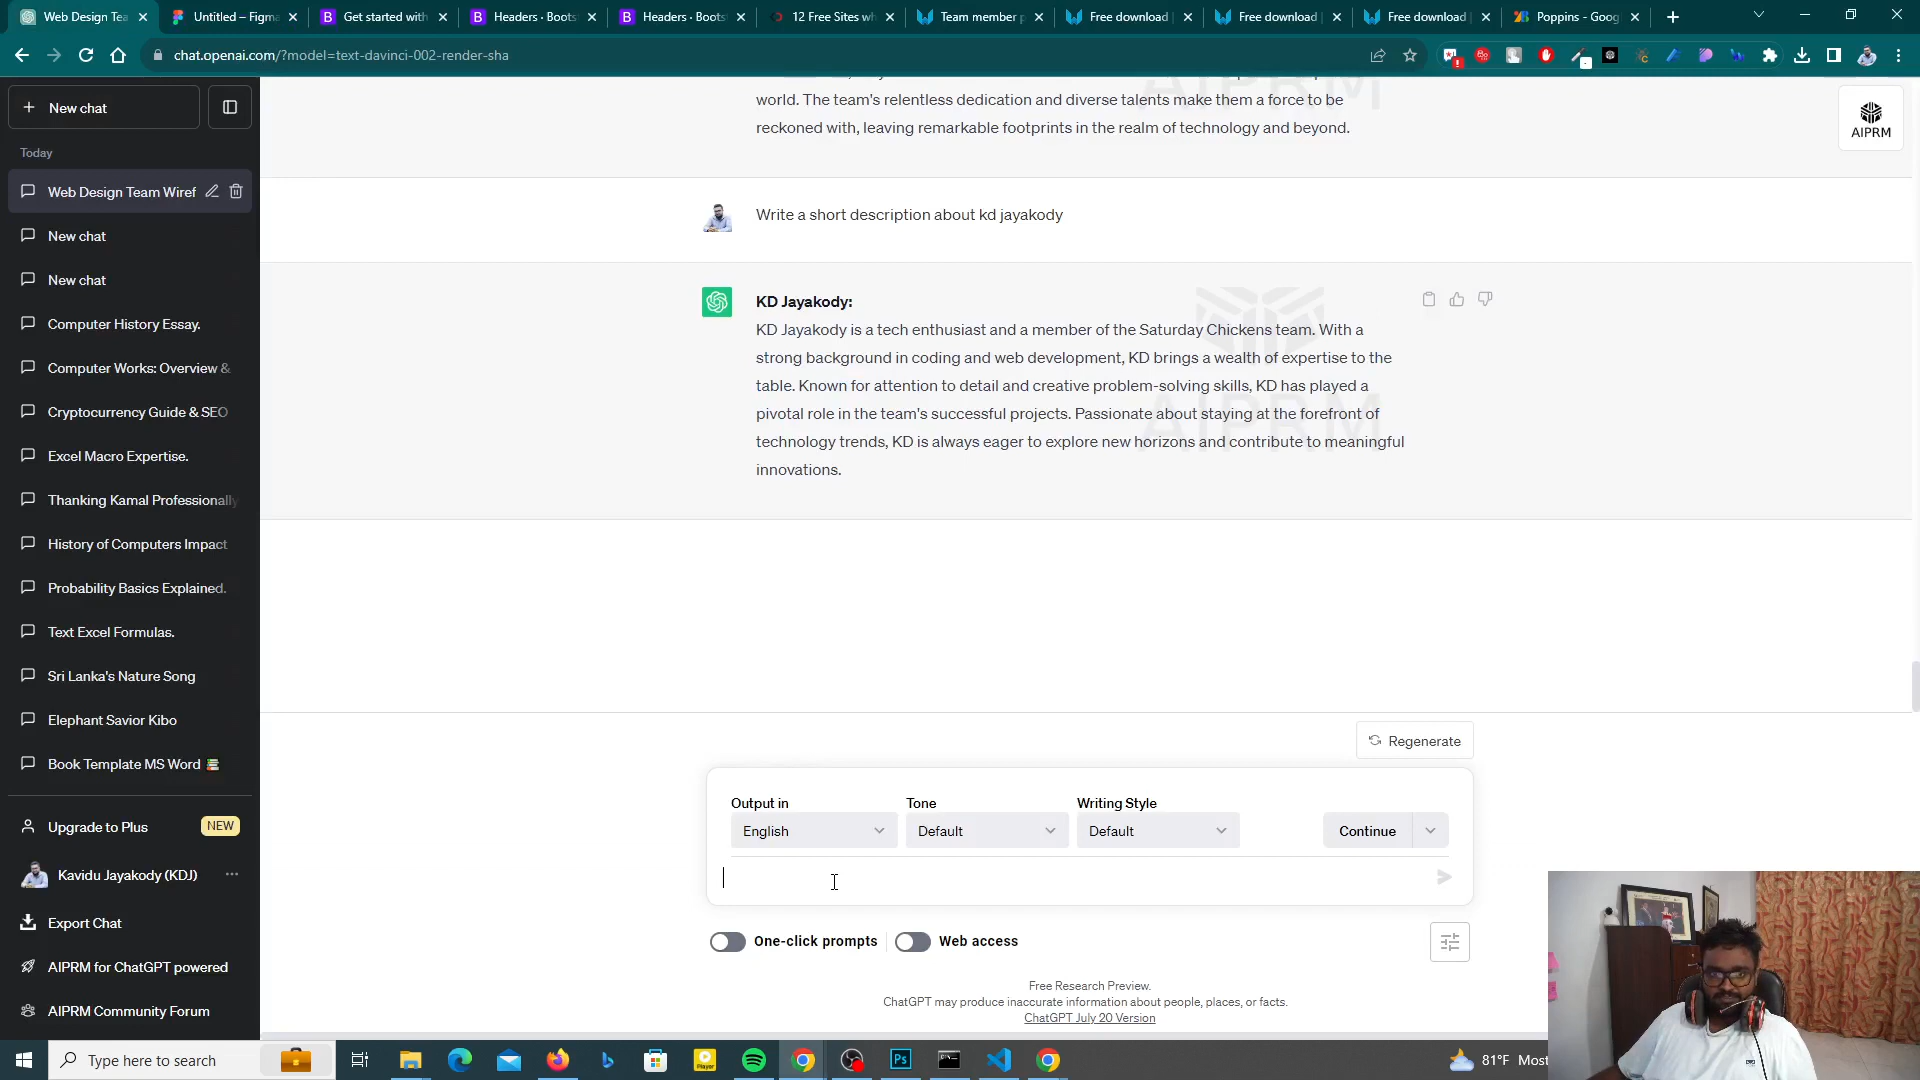 Web Design Tea
Untitled – Figma
Get started with
Headers · Boots
Headers · Boots
12 Free Sites wh
Team member p
Free download
Free download
Free download
Poppins - Goog
chat.openai.com/?model=text-davinci-002-render-sha
New chat
Today
Web Design Team Wiref
New chat
New chat
Computer History Essay.
Computer Works: Overview &
Cryptocurrency Guide & SEO
Excel Macro Expertise.
Thanking Kamal Professionally
History of Computers Impact
Probability Basics Explained.
Text Excel Formulas.
Sri Lanka's Nature Song
Elephant Savior Kibo
Book Template MS Word
Upgrade to Plus
NEW
Kavidu Jayakody (KDJ)
Export Chat
AIPRM for ChatGPT powered
AIPRM Community Forum
world. The team's relentless dedication and diverse talents make them a force to be
reckoned with, leaving remarkable footprints in the realm of technology and beyond.
AIPRM
AIPRM
Write a short description about kd jayakody
KD Jayakody:
KD Jayakody is a tech enthusiast and a member of the Saturday Chickens team. With a
strong background in coding and web development, KD brings a wealth of expertise to the
table. Known for attention to detail and creative problem-solving skills, KD has played a
pivotal role in the team's successful projects. Passionate about staying at the forefront of
technology trends, KD is always eager to explore new horizons and contribute to meaningful
innovations.
AIPRM
Regenerate
Output in
Tone
Writing Style
English
Default
Default
Continue
One-click prompts
Web access
Free Research Preview.
ChatGPT may produce inaccurate information about people, places, or facts.
ChatGPT July 20 Version
Type here to search
Ps
81°F Most